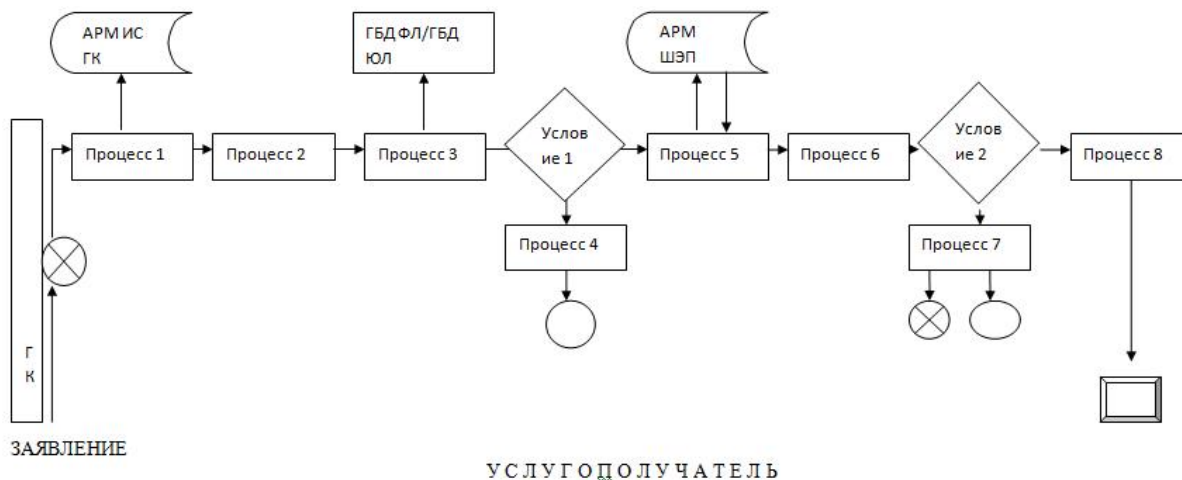 АРМ ИС
ГК
ГБД ФЛ/ГБД
ЮЛ
АРМ
ШЭП
Процесс 1
Процесс 2
Процесс 3
Услов
ие 1
Процесс 5
Процесс 6
Услов
ие 2
Процесс 8
Процесс 4
Процесс 7
Г
К
ЗАЯВЛЕНИЕ
У С Л У Г О П О Л У Ч А Т Е Л Ь